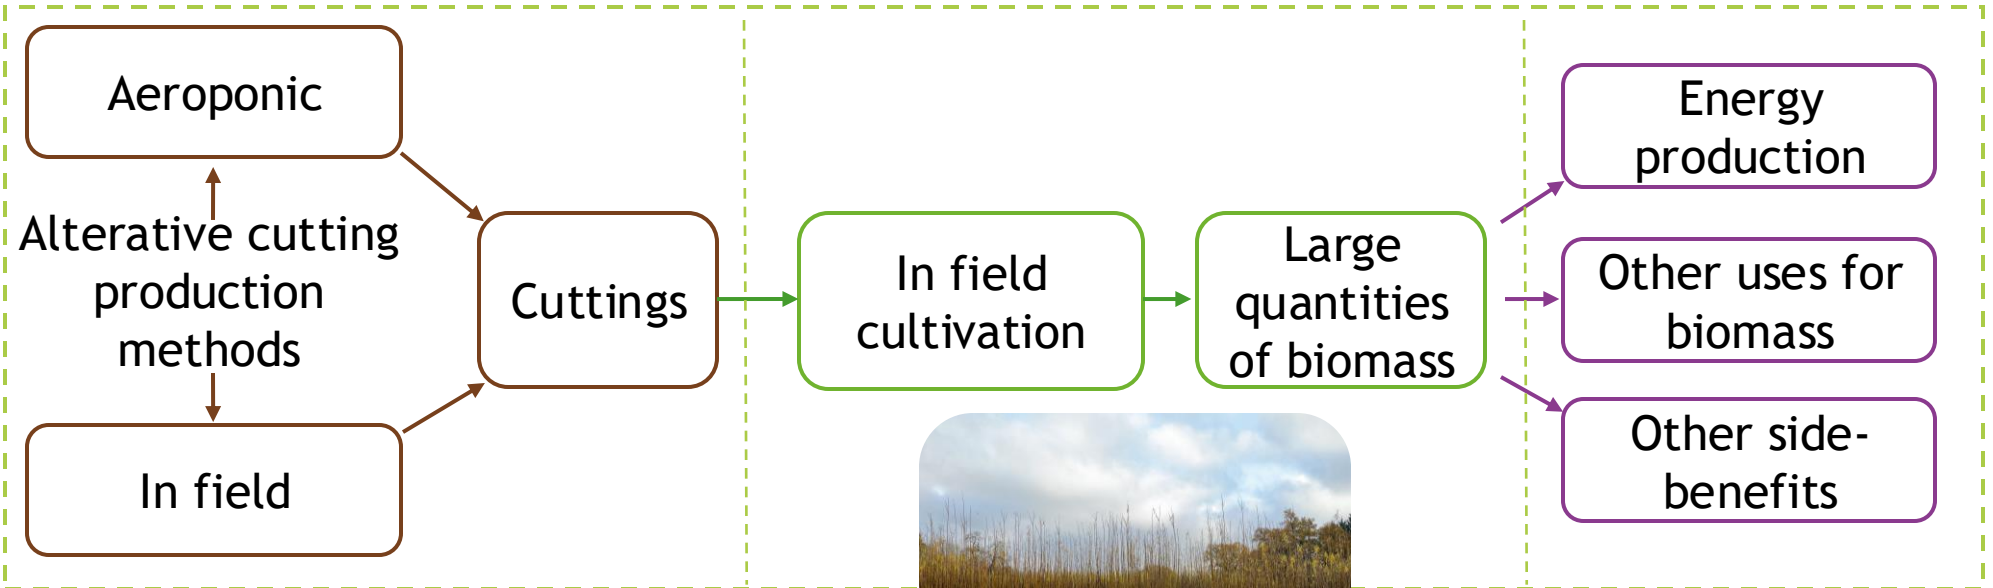 Aeroponic
Alterative cutting
production
methods
In field
Cuttings
In field
cultivation
Large
quantities
of biomass
Energy
production
Other uses for
biomass
Other side-
benefits